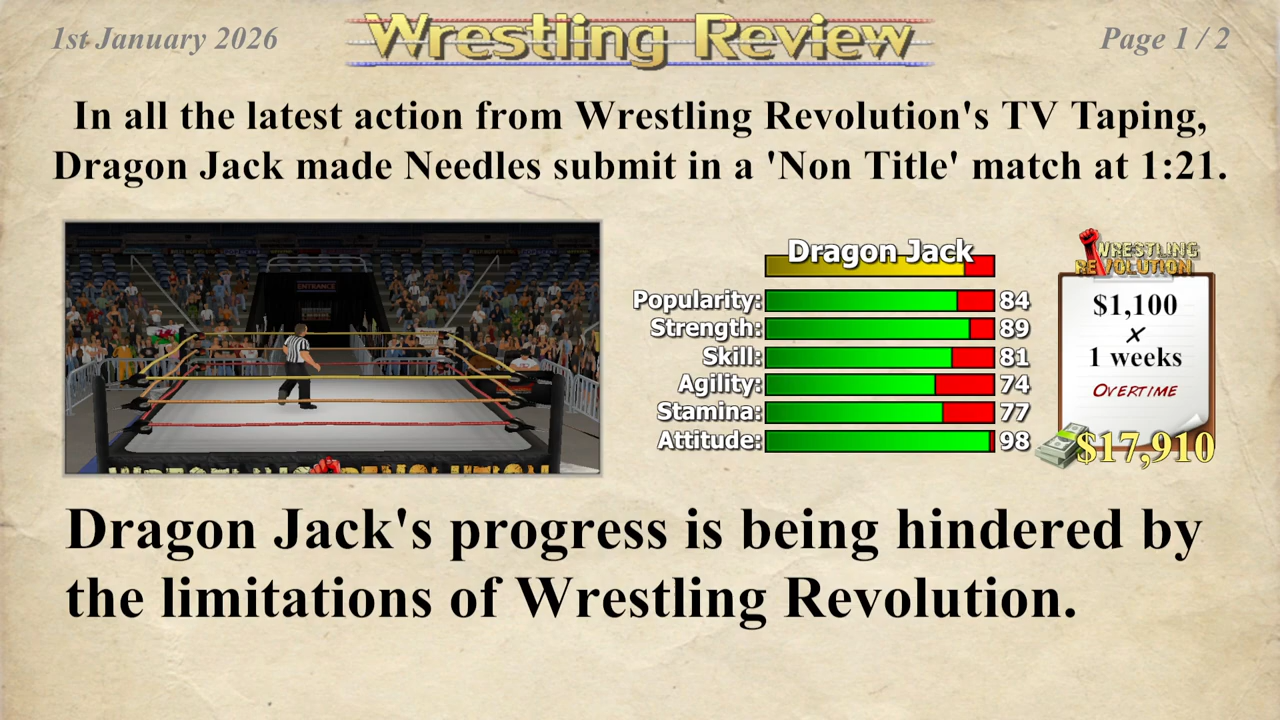 1st January 2026
Wrestling Review
Page 1 / 2
In all the latest action from Wrestling Revolution's TV Taping,
Dragon Jack made Needles submit in a 'Non Title' match at 1:21.
ENTRANCE
WRESTLING REVOLUTION
Dragon Jack
Popularity: 84
Strength: 89
Skill: 81
Agility: 74
Stamina: 77
Attitude: 98
WRESTLING
REVOLUTION
$1,100
x
1 weeks
OVERTIME
$17,910
Dragon Jack's progress is being hindered by
the limitations of Wrestling Revolution.